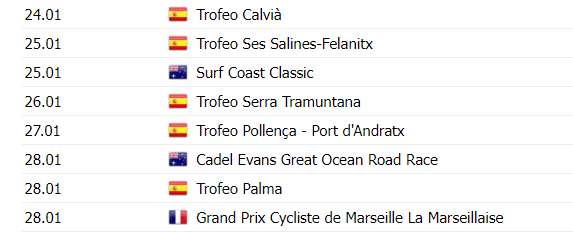 24.01 Trofeo Calvià
25.01 Trofeo Ses Salines-Felanitx
25.01 Surf Coast Classic
26.01 Trofeo Serra Tramuntana
27.01 Trofeo Pollença - Port d'Andratx
28.01 Cadel Evans Great Ocean Road Race
28.01 Trofeo Palma
28.01 Grand Prix Cycliste de Marseille La Marseillaise